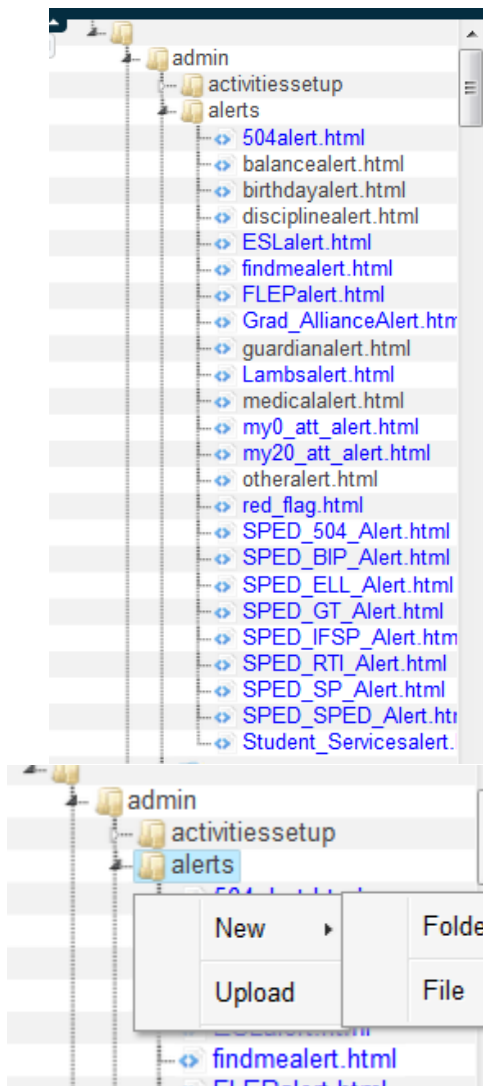 admin
activitiessetup
alerts
504alert.html
balancealert.html
birthdayalert.html
disciplinealert.html
ESLalert.html
findmealert.html
FLEPalert.html
Grad_AllianceAlert.htm
guardianalert.html
Lambsalert.html
medicalalert.html
my0_att_alert.html
my20_att_alert.html
otheralert.html
red_flag.html
SPED_504_Alert.html
SPED_BIP_Alert.html
SPED_ELL_Alert.html
SPED_GT_Alert.html
SPED_IFSP_Alert.htm
SPED_RTI_Alert.html
SPED_SP_Alert.html
SPED_SPED_Alert.htm
Student_Servicesalert.
admin
activitiessetup
alerts
New Folde
Upload File
findmealert.html